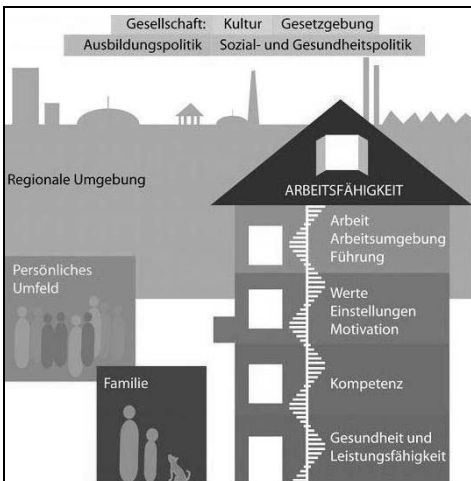 Gesellschaft: Kultur Gesetzgebung
Ausbildungspolitik Sozial- und Gesundheitspolitik
Regionale Umgebung
ARBEITSFÄHIGKEIT
Arbeit
Arbeitsumgebung
Führung
Persönliches
Umfeld
Werte
Einstellungen
Motivation
Familie
Kompetenz
Gesundheit und
Leistungsfähigkeit